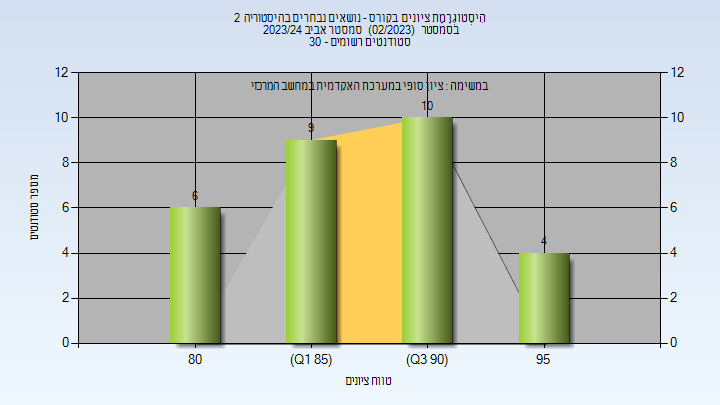 היסטוגרמת ציונים בקורס - נושאים נבחרים בהיסטוריה 2
בסמסטר (02/2023) סמסטר אביב 2023/24
סטודנטים רשומים - 30
במשימה : ציון סופי במערכת האקדמית במחשב המרכזי
12 12
10 10
8 8
6 6
4 4
2 2
0 0
6
9
10
4
מספר סטודנטים
80 (Q1 85) (Q3 90) 95
טווח ציונים